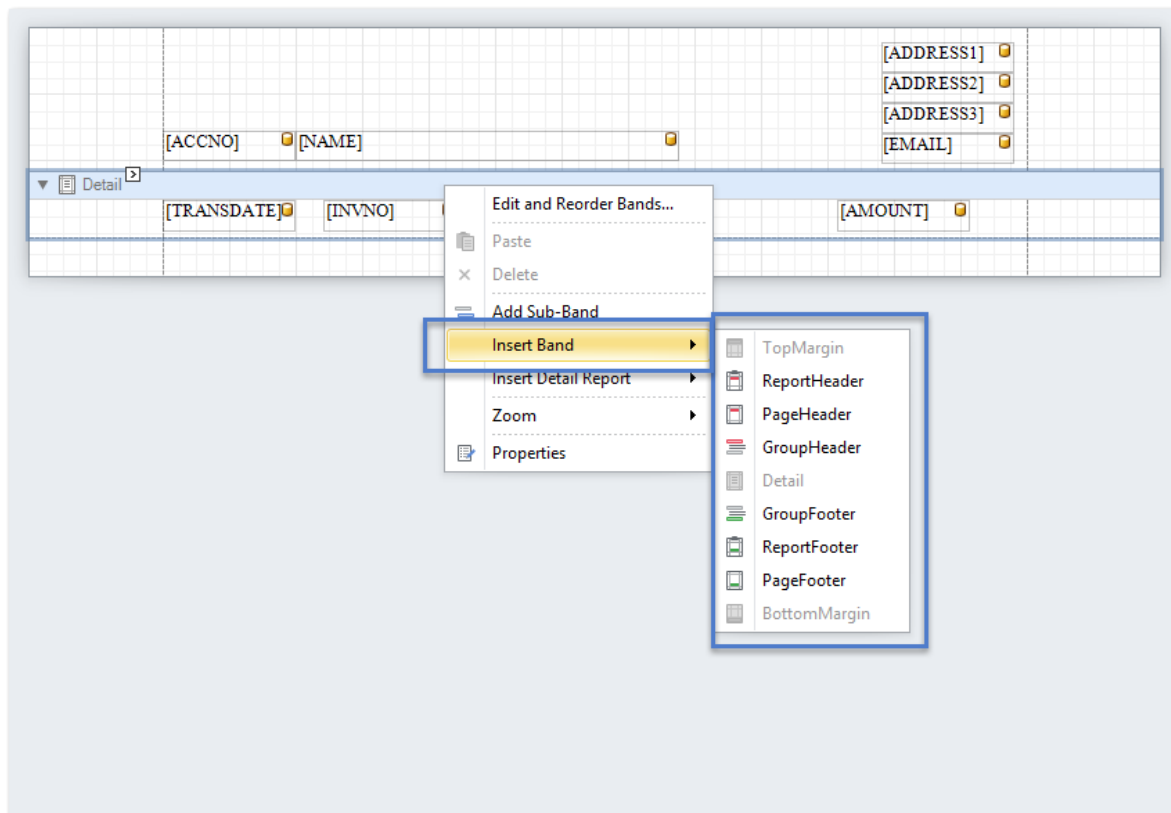 [ADDRESS1]
[ADDRESS2]
[ADDRESS3]
[ACCNO] [NAME] [EMAIL]
Detail
[TRANSDATE] [INVNO] [AMOUNT]
Edit and Reorder Bands...
Paste
Delete
Add Sub-Band
Insert Band
Insert Detail Report
Zoom
Properties
TopMargin
ReportHeader
PageHeader
GroupHeader
Detail
GroupFooter
ReportFooter
PageFooter
BottomMargin